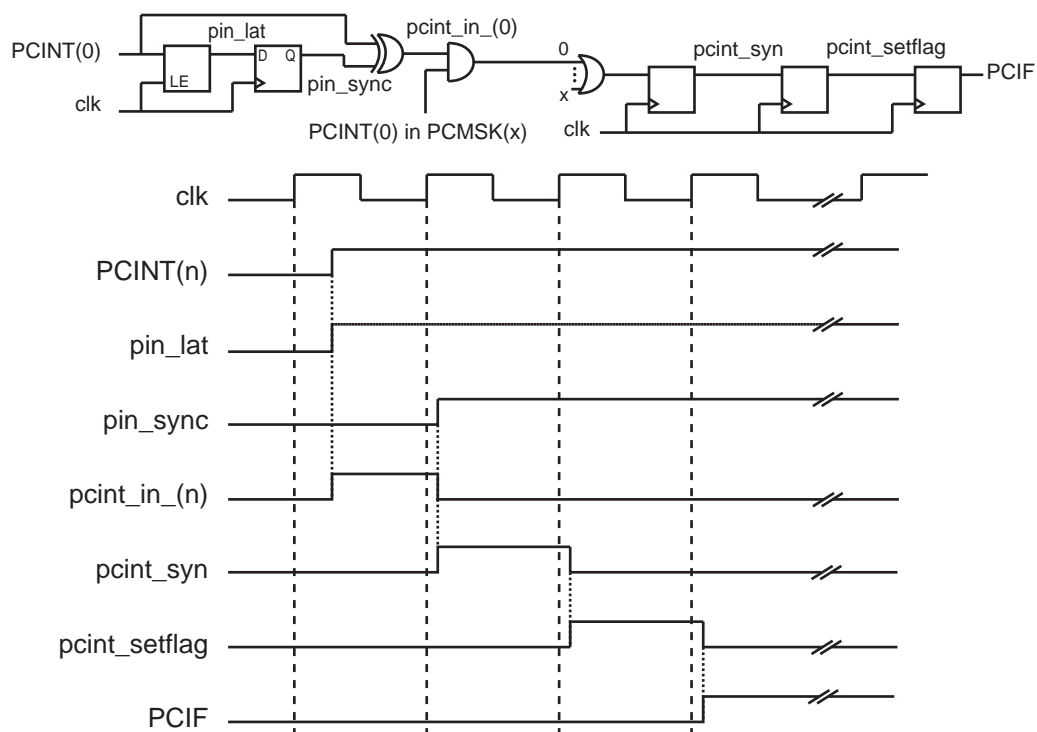 pin_lat
pcint_in_(0)
PCINT(0)
D Q
LE
pin_sync
clk
PCINT(0) in PCMSK(x)
0
x
clk
pcint_syn
pcint_setflag
PCIF
clk
PCINT(n)
pin_lat
pin_sync
pcint_in_(n)
pcint_syn
pcint_setflag
PCIF